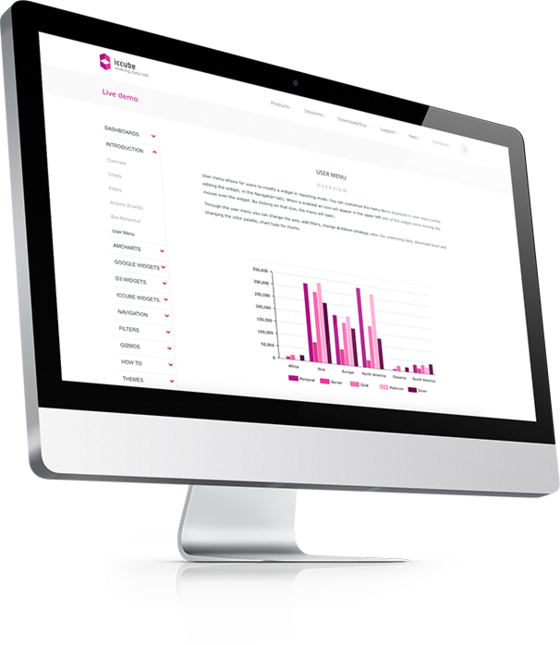 iccube
making data talk
Products
Solutions
Download/Buy
Support
New
Live demo
DASHBOARDS
INTRODUCTION
Overview
Charts
Filters
Actions (Events)
Bus Behaviour
User Menu
AMCHARTS
GOOGLE WIDGETS
D3 WIDGETS
ICCUBE WIDGETS
NAVIGATION
FILTERS
GIZMOS
HOW TO
THEMES
USER MENU
OVERVIEW
User menu allows for users to modify a widget in reporting mode. You can customize the menu items displayed in user menu (while
editing the widget, in the Navigation tab). When is enabled an icon will appear in the upper left side of the widget while moving the
mouse over the widget. By clicking on that icon, the menu will open.
Through the user menu you can change the axis, add filters, change drilldown strategy, view the underlying data, download excel and
changing the color palette, chart type for charts.
350,000
300,000
250,000
200,000
150,000
100,000
50,000
0
Africa
Asia
Europe
North America
Oceania
South America
Personal
Server
Gold
Platinum
Silver